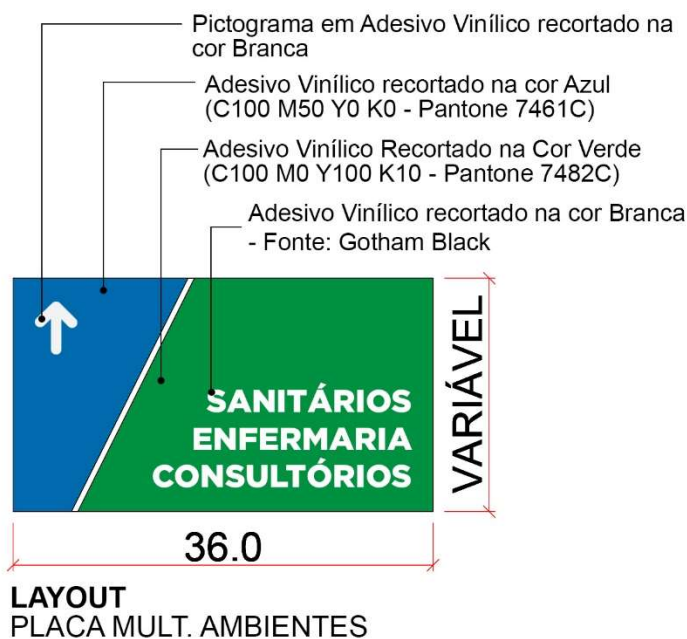 Pictograma em Adesivo Vinílico recortado na
cor Branca
Adesivo Vinílico recortado na cor Azul
(C100 M50 Y0 K0 - Pantone 7461C)
Adesivo Vinílico Recortado na Cor Verde
(C100 M0 Y100 K10 - Pantone 7482C)
Adesivo Vinílico recortado na cor Branca
- Fonte: Gotham Black
SANITÁRIOS
ENFERMARIA
CONSULTÓRIOS
VARIÁVEL
36.0
LAYOUT
PLACA MULT. AMBIENTES